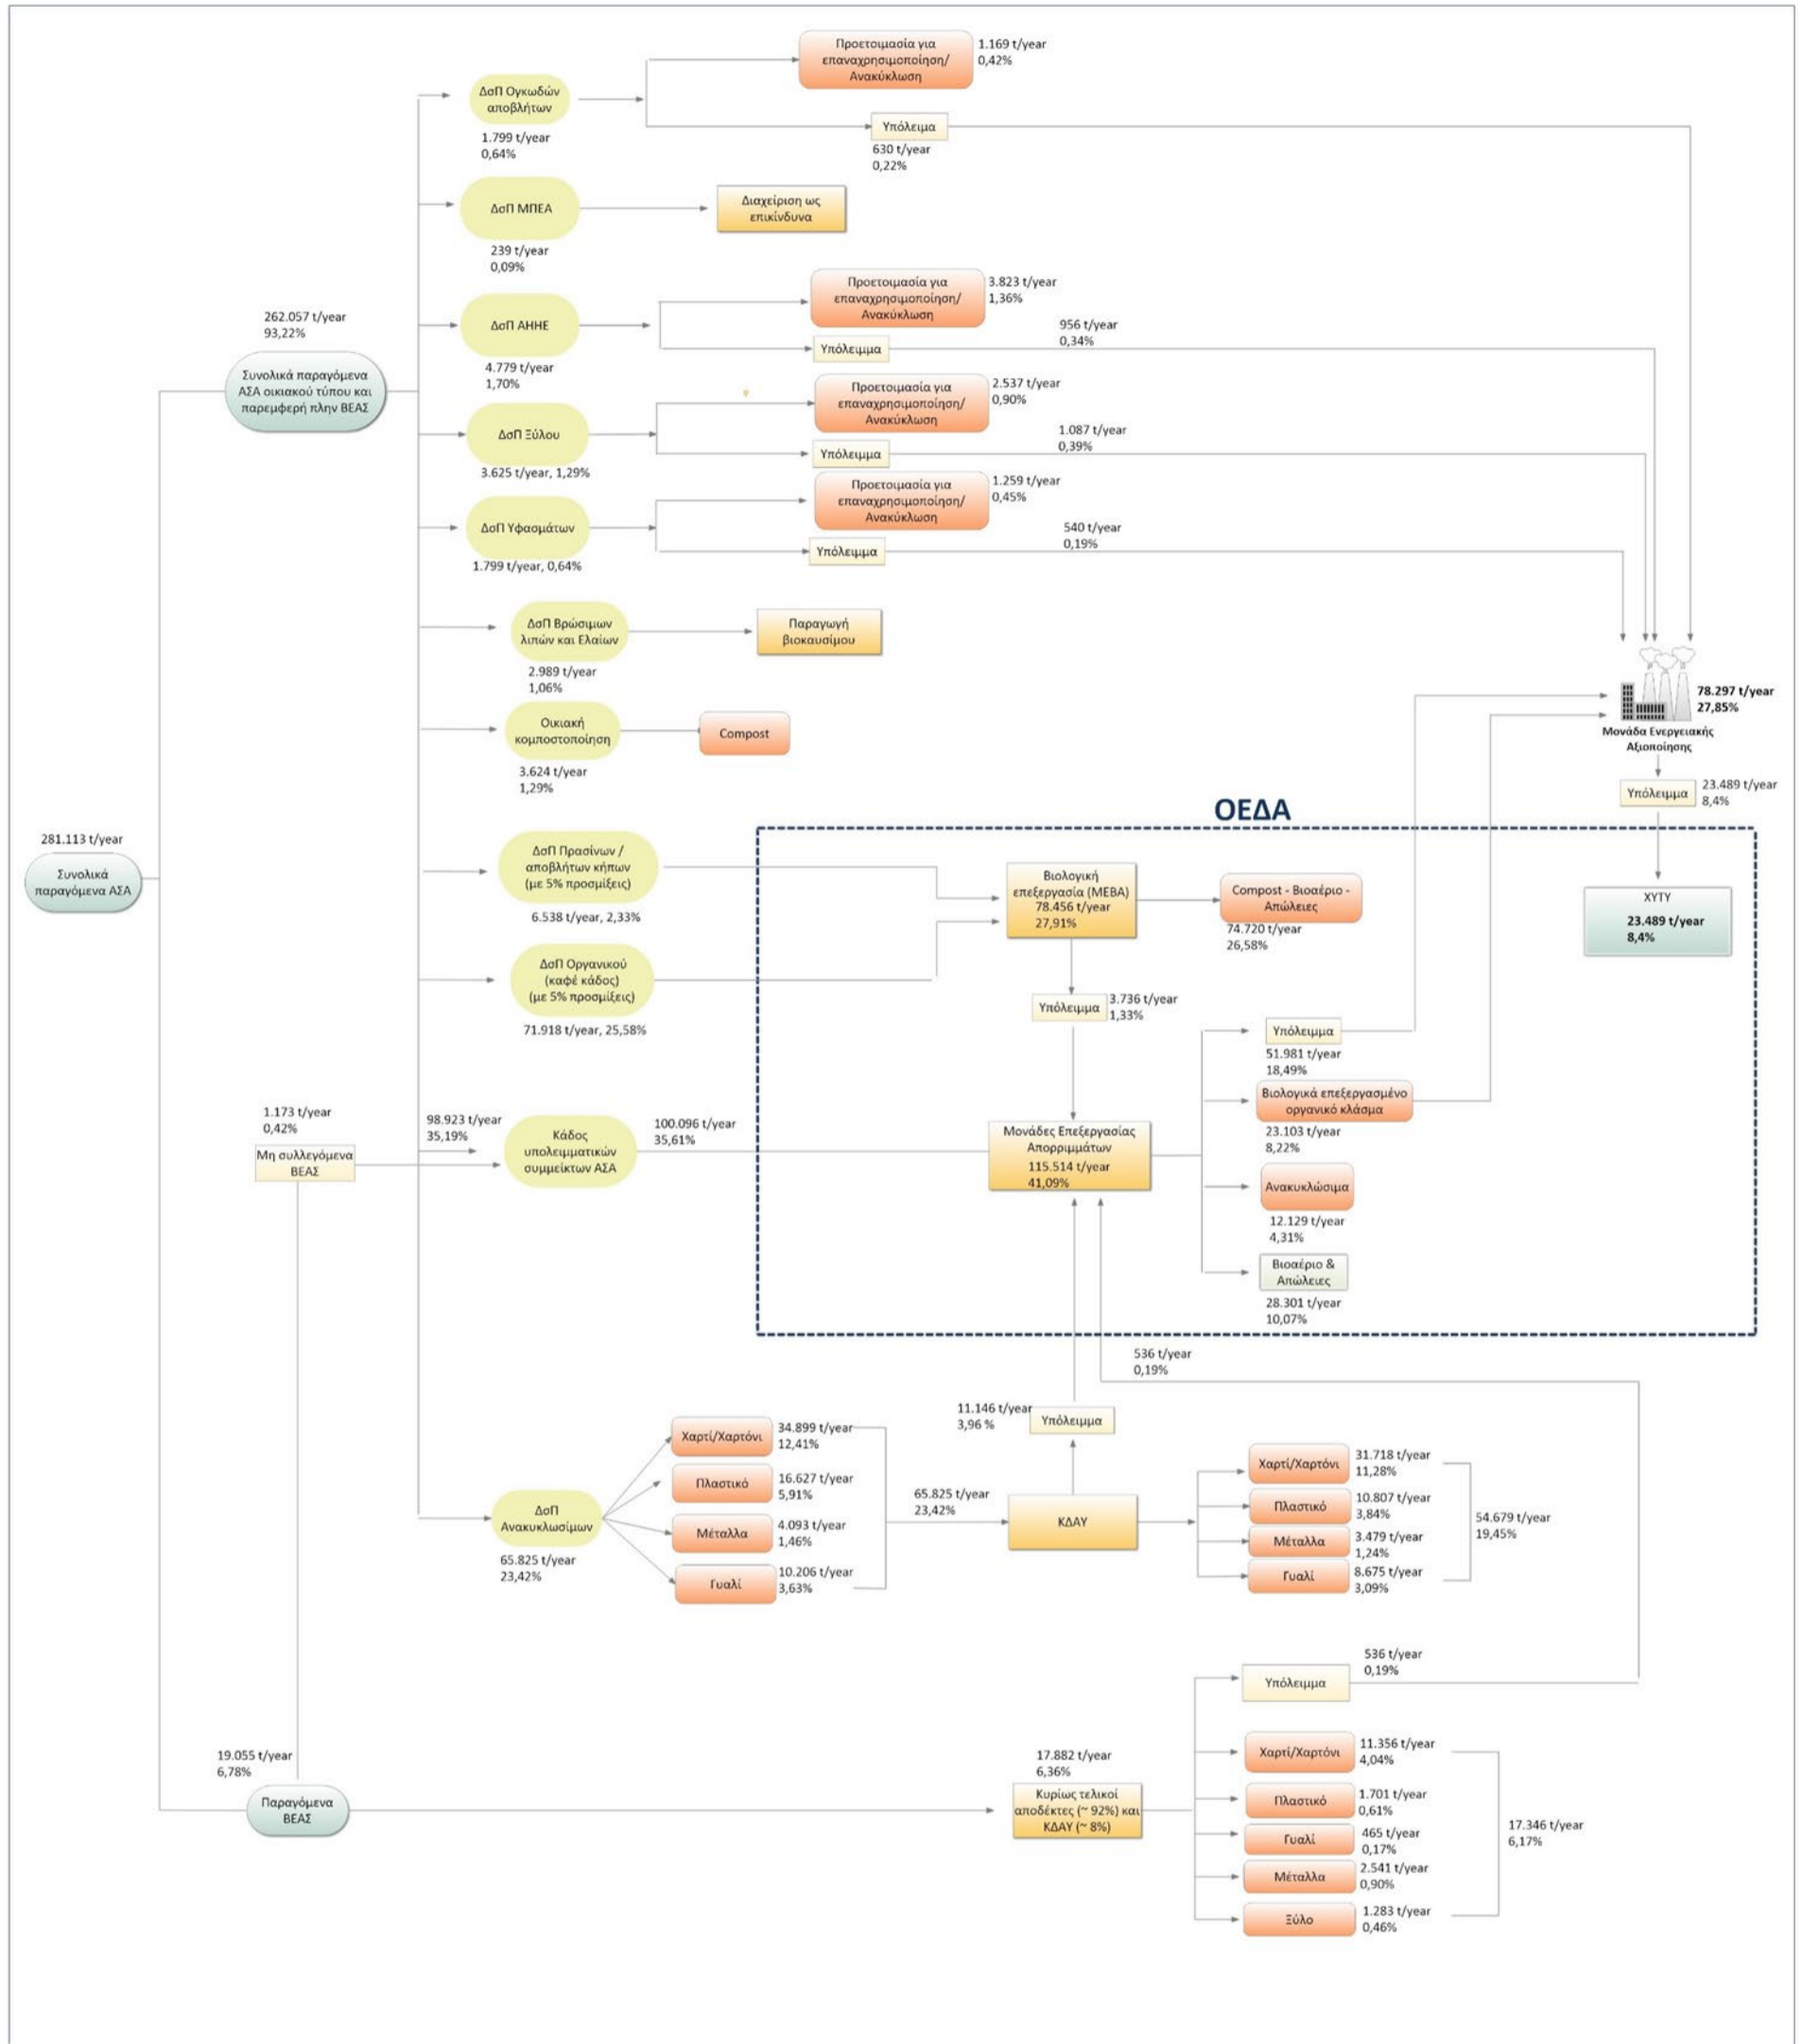 Προετοιμασία για
επαναχρησιμοποίηση/
Ανακύκλωση
1.169 t/year
0,42%
ΔσΠ Ογκωδών
αποβλήτων
1.799 t/year
0,64%
Υπόλειμα
630 t/year
0,22%
ΔσΠ ΜΠΕΑ
239 t/year
0,09%
Διαχείριση ως
επικίνδυνα
262.057 t/year
93,22%
Συνολικά παραγόμενα
ΑΣΑ οικιακού τύπου και
παρεμφερή πλην ΒΕΑΣ
ΔσΠ ΑΗΗΕ
4.779 t/year
1,70%
Προετοιμασία για
επαναχρησιμοποίηση/
Ανακύκλωση
3.823 t/year
1,36%
Υπόλειμμα
956 t/year
0,34%
ΔσΠ Ξύλου
3.625 t/year, 1,29%
Προετοιμασία για
επαναχρησιμοποίηση/
Ανακύκλωση
2.537 t/year
0,90%
Υπόλειμμα
1.087 t/year
0,39%
ΔσΠ Υφασμάτων
1.799 t/year, 0,64%
Προετοιμασία για
επαναχρησιμοποίηση/
Ανακύκλωση
1.259 t/year
0,45%
Υπόλειμμα
540 t/year
0,19%
ΔσΠ Βρώσιμων
λιπών και Ελαίων
2.989 t/year
1,06%
Παραγωγή
βιοκαυσίμου
Οικιακή
κομποστοποίηση
3.624 t/year
1,29%
Compost
78.297 t/year
27,85%
Μονάδα Ενεργειακής
Αξιοποίησης
Υπόλειμμα
23.489 t/year
8,4%
ΟΕΔΑ
281.113 t/year
Συνολικά
παραγόμενα ΑΣΑ
ΔσΠ Πρασίνων /
αποβλήτων κήπων
(με 5% προσμίξεις)
6.538 t/year, 2,33%
Βιολογική
επεξεργασία (ΜΕΒΑ)
78.456 t/year
27,91%
Compost - Βιοαέριο -
Απώλειες
74.720 t/year
26,58%
ΧΥΤΥ
23.489 t/year
8,4%
ΔσΠ Οργανικού
(καφέ κάδος)
(με 5% προσμίξεις)
71.918 t/year, 25,58%
Υπόλειμμα
3.736 t/year
1,33%
Υπόλειμμα
51.981 t/year
18,49%
Βιολογικά επεξεργασμένο
οργανικό κλάσμα
23.103 t/year
8,22%
1.173 t/year
0,42%
Μη συλλεγόμενα
ΒΕΑΣ
98.923 t/year
35,19%
Κάδος
υπολειμματικών
συμμείκτων ΑΣΑ
100.096 t/year
35,61%
Μονάδες Επεξεργασίας
Απορριμμάτων
115.514 t/year
41,09%
Ανακυκλώσιμα
12.129 t/year
4,31%
Βιοαέριο &
Απώλειες
28.301 t/year
10,07%
536 t/year
0,19%
11.146 t/year
3,96 %
Υπόλειμμα
ΔσΠ
Ανακυκλωσίμων
65.825 t/year
23,42%
Χαρτί/Χαρτόνι
34.899 t/year
12,41%
Πλαστικό
16.627 t/year
5,91%
Μέταλλα
4.093 t/year
1,46%
Γυαλί
10.206 t/year
3,63%
65.825 t/year
23,42%
ΚΔΑΥ
Χαρτί/Χαρτόνι
31.718 t/year
11,28%
Πλαστικό
10.807 t/year
3,84%
Μέταλλα
3.479 t/year
1,24%
Γυαλί
8.675 t/year
3,09%
54.679 t/year
19,45%
Υπόλειμμα
536 t/year
0,19%
19.055 t/year
6,78%
Παραγόμενα
ΒΕΑΣ
17.882 t/year
6,36%
Κυρίως τελικοί
αποδέκτες (~ 92%) και
ΚΔΑΥ (~ 8%)
Χαρτί/Χαρτόνι
11.356 t/year
4,04%
Πλαστικό
1.701 t/year
0,61%
Γυαλί
465 t/year
0,17%
Μέταλλα
2.541 t/year
0,90%
Ξύλο
1.283 t/year
0,46%
17.346 t/year
6,17%